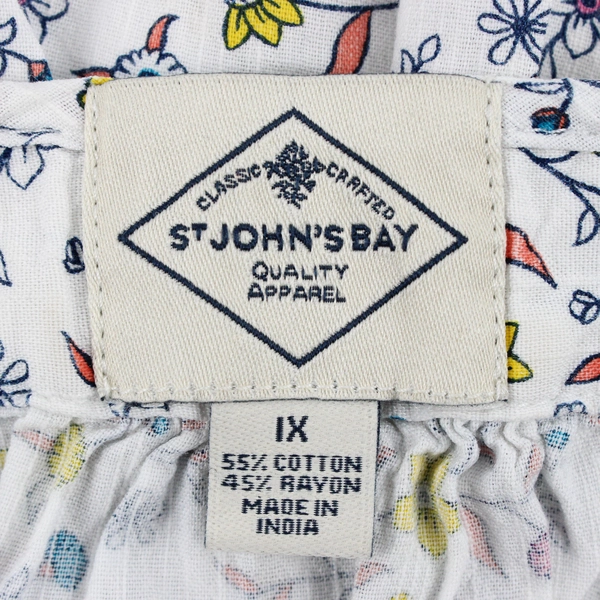 CLASSIC CRAFTED
ST JOHN'S BAY
QUALITY
APPAREL
1X
55% COTTON
45% RAYON
MADE IN
INDIA